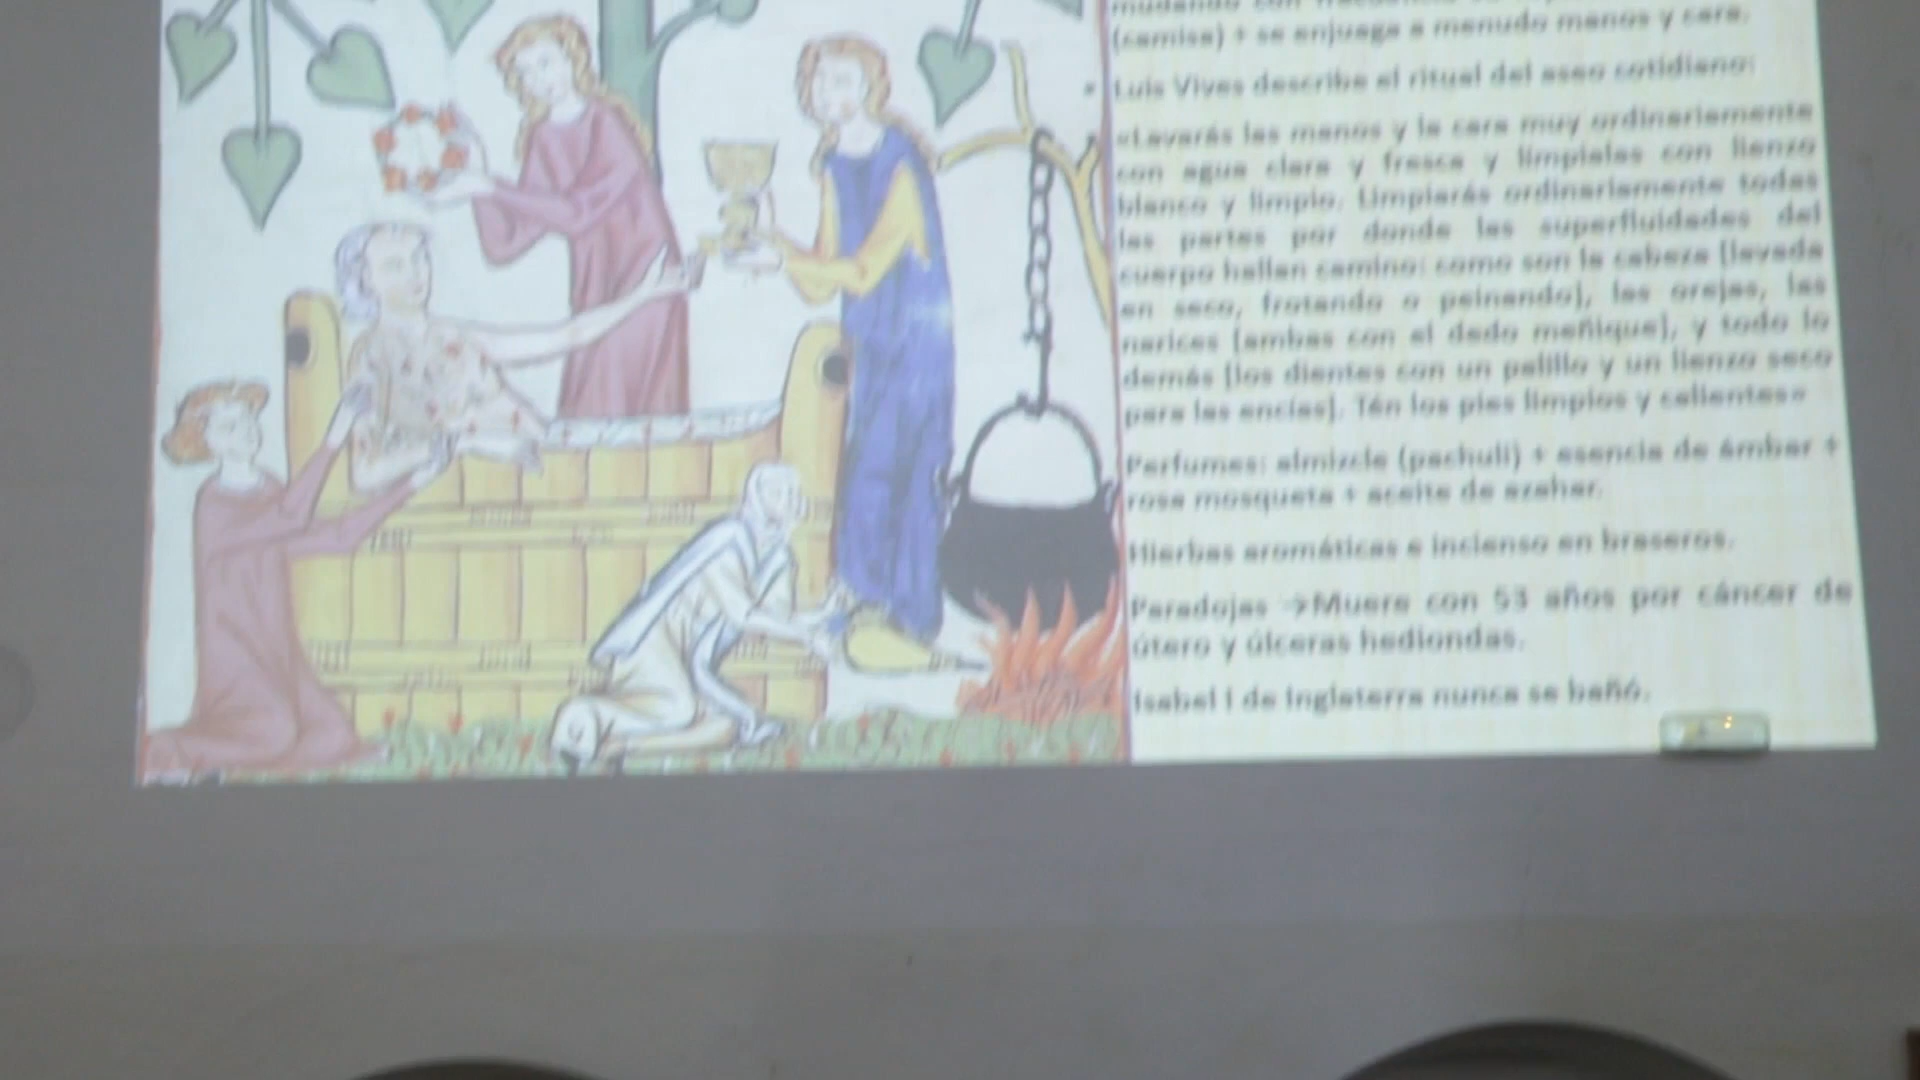 (camisa) + se enjuaga a menudo manos y cara.
• Luis Vives describe el ritual del aseo cotidiano:
«Lavarás las manos y la cara muy ordinariamente
con agua clara y fresca y límpialas con lienzo
blanco y limpio. Limpiarás ordinariamente todas
las partes por donde las superfluidades del
cuerpo hallan camino: como son la cabeza [lavada
en seco, frotando o peinando], las orejas, las
narices [ambas con el dedo meñique], y todo lo
demás [los dientes con un palillo y un lienzo seco
para las encías]. Tén los pies limpios y calientes»
Perfumes: almizcle (pachuli) + esencia de ámbar +
rosa mosqueta + aceite de azahar.
Hierbas aromáticas e incienso en braseros.
Paradojas →Muere con 53 años por cáncer de
útero y úlceras hediondas.
Isabel I de Inglaterra nunca se bañó.